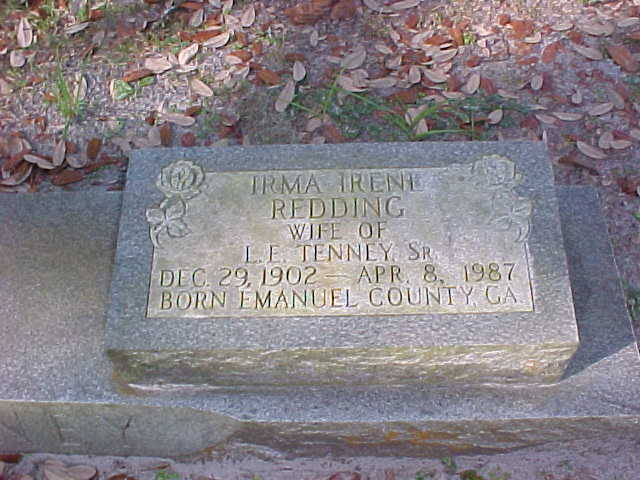 IRMA IRENE
REDDING
WIFE OF
L.E. TENNEY, SR.
DEC. 29, 1902 — APR. 8, 1987
BORN EMANUEL COUNTY, GA.